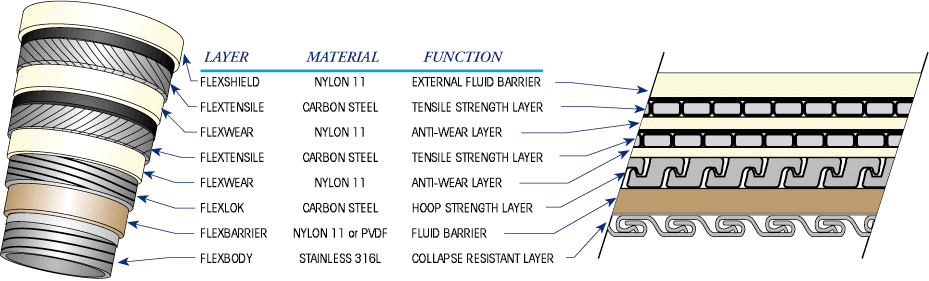 LAYER MATERIAL FUNCTION
FLEXSHIELD NYLON 11 EXTERNAL FLUID BARRIER
FLEXTENSILE CARBON STEEL TENSILE STRENGTH LAYER
FLEXWEAR NYLON 11 ANTI-WEAR LAYER
FLEXTENSILE CARBON STEEL TENSILE STRENGTH LAYER
FLEXWEAR NYLON 11 ANTI-WEAR LAYER
FLEXLOK CARBON STEEL HOOP STRENGTH LAYER
FLEXBARRIER NYLON 11 or PVDF FLUID BARRIER
FLEXBODY STAINLESS 316L COLLAPSE RESISTANT LAYER